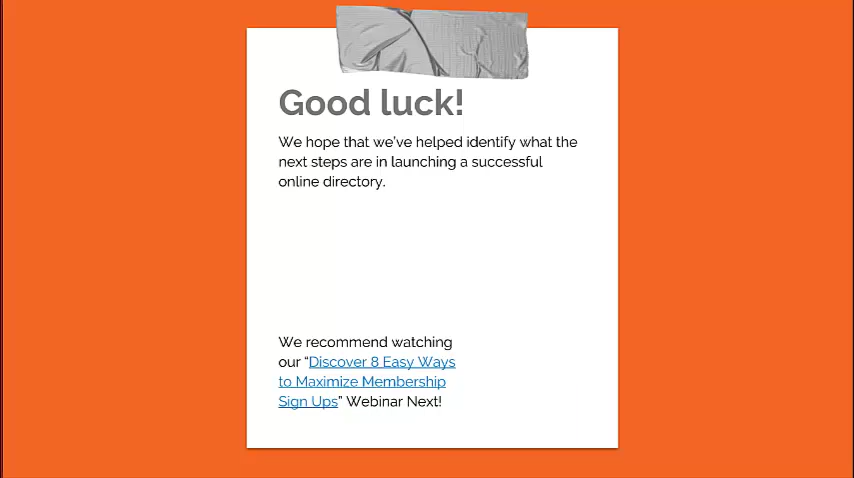 Good luck!
We hope that we've helped identify what the
next steps are in launching a successful
online directory.
We recommend watching
our “Discover 8 Easy Ways
to Maximize Membership
Sign Ups” Webinar Next!